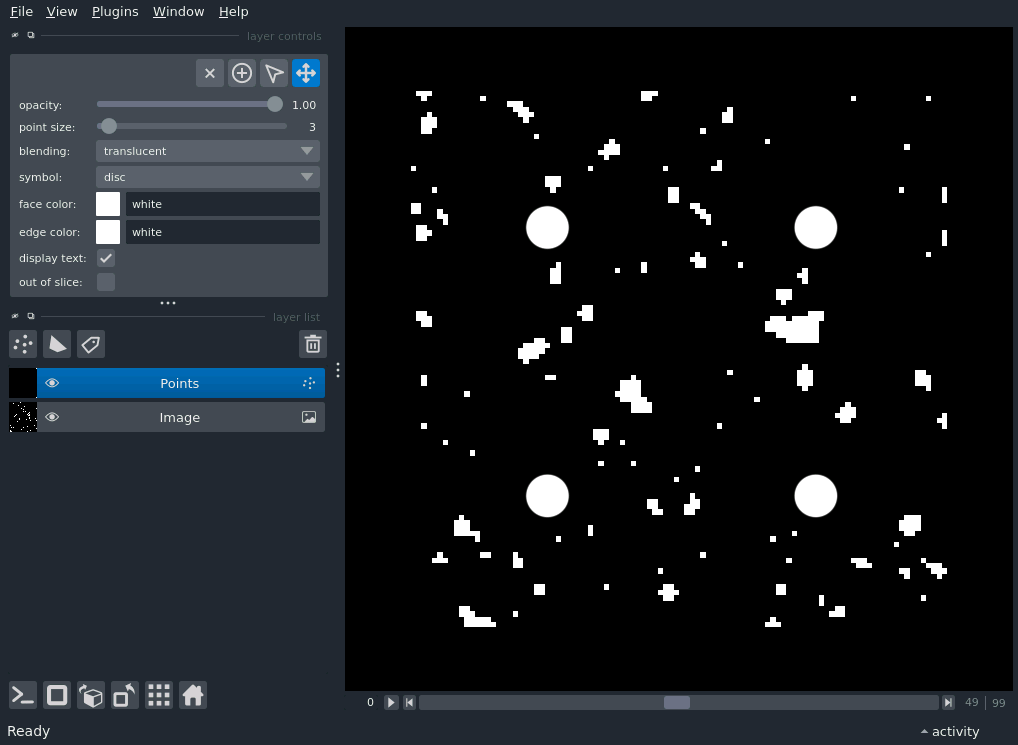 File View Plugins Window Help
layer controls
opacity: 1.00
point size: 3
blending: translucent
symbol: disc
face color: white
edge color: white
display text:
out of slice:
layer list
Points
Image
0 49 | 99
Ready activity